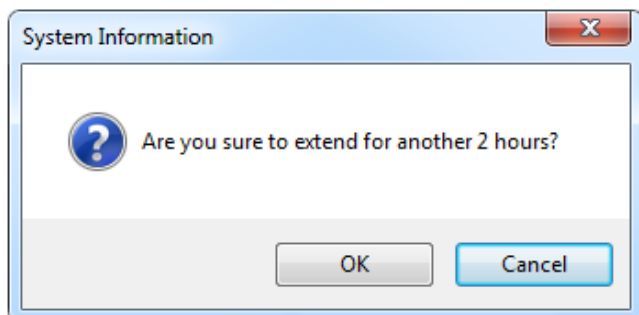 System Information
Are you sure to extend for another 2 hours?
OK
Cancel